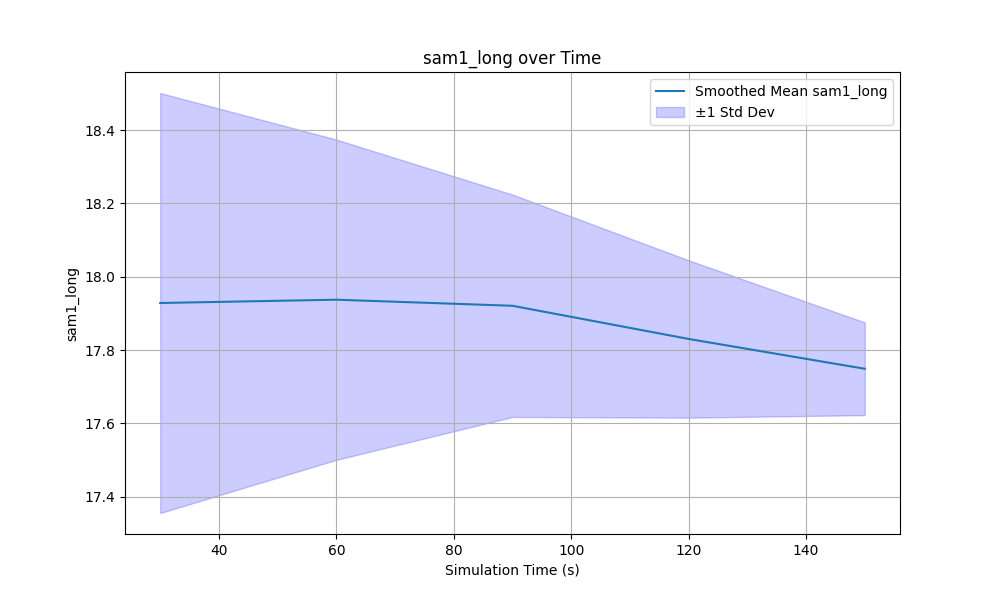 sam1_long over Time
Smoothed Mean sam1_long
±1 Std Dev
18.4
18.2
18.0
17.8
17.6
17.4
sam1_long
40
60
80
100
120
140
Simulation Time (s)